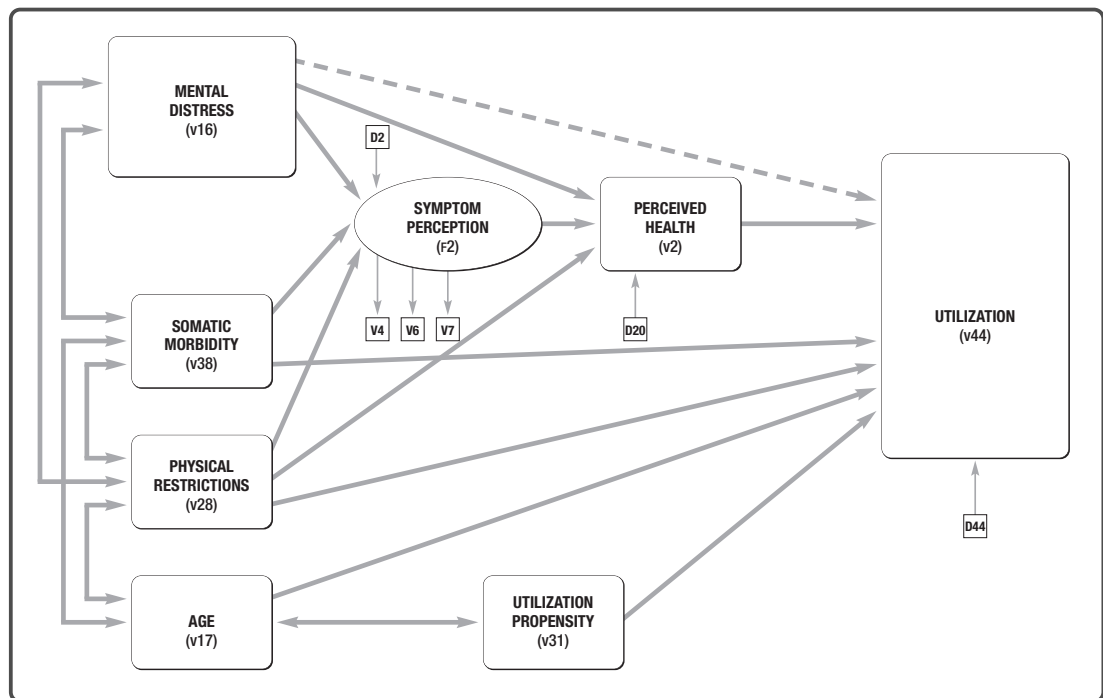 MENTAL
DISTRESS
(v16)
D2
SYMPTOM
PERCEPTION
(F2)
PERCEIVED
HEALTH
(v2)
V4
V6
V7
D20
SOMATIC
MORBIDITY
(v38)
UTILIZATION
(v44)
PHYSICAL
RESTRICTIONS
(v28)
D44
AGE
(v17)
UTILIZATION
PROPENSITY
(v31)